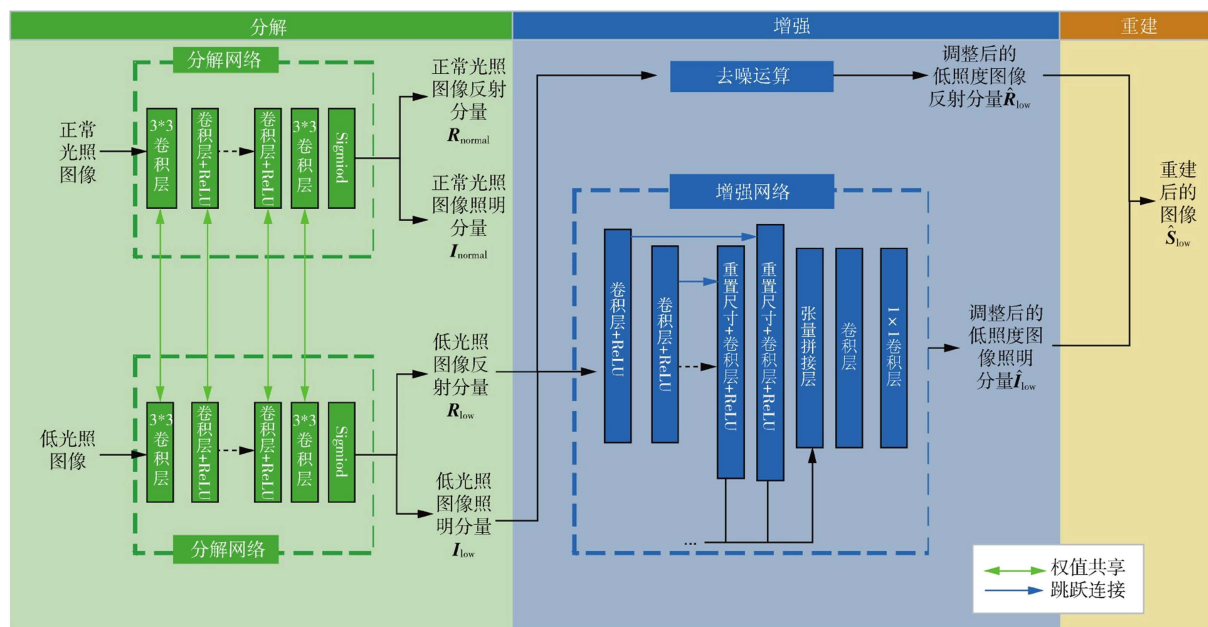 分解
增强
重建
分解网络
正常
光照
图像
3*3卷积层
卷积层+ReLU
卷积层+ReLU
3*3卷积层
Sigmiod
正常光照
图像反射
分量
R_normal
正常光照
图像照明
分量
I_normal
低光照
图像
3*3卷积层
卷积层+ReLU
卷积层+ReLU
3*3卷积层
Sigmiod
分解网络
低光照
图像反
射分量
R_low
低光照
图像照
明分量
I_low
去噪运算
调整后的
低照度图像
反射分量R̂_low
增强网络
卷积层+ReLU
卷积层+ReLU
重置尺寸+卷积层+ReLU
重置尺寸+卷积层+ReLU
张量拼接层
卷积层
1×1卷积层
...
调整后的
低照度图
像照明
分量Î_low
重建
后的
图像
Ŝ_low
权值共享
跳跃连接